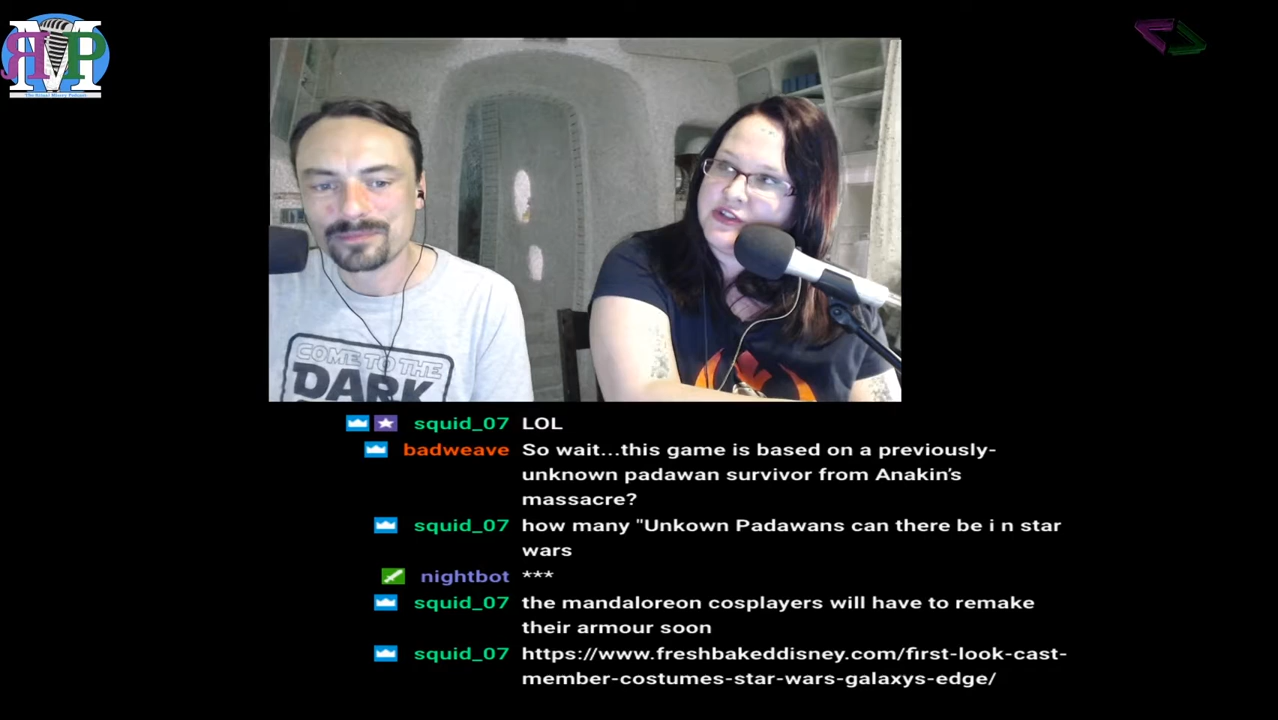 RMP
COME TO THE
DARK
squid_07 LOL
badweave So wait...this game is based on a previously-
unknown padawan survivor from Anakin's
massacre?
squid_07 how many "Unkown Padawans can there be i n star
wars
nightbot ***
squid_07 the mandaloreon cosplayers will have to remake
their armour soon
squid_07 https://www.freshbakeddisney.com/first-look-cast-
member-costumes-star-wars-galaxys-edge/